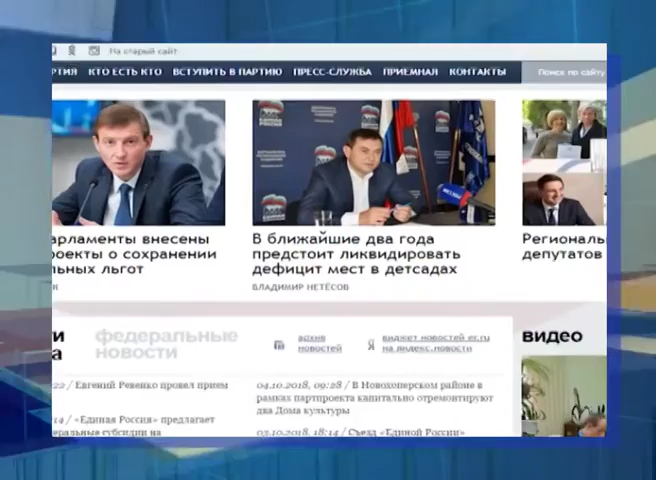 На старый сайт
РТИЯ КТО ЕСТЬ КТО ВСТУПИТЬ В ПАРТИЮ ПРЕСС-СЛУЖБА ПРИЕМНАЯ КОНТАКТЫ Поиск по сайту
арламенты внесены
роекты о сохранении
льных льгот
В ближайшие два года
предстоит ликвидировать
дефицит мест в детсадах
ВЛАДИМИР НЕТЁСОВ
Региональ
депутатов
ти
а
федеральные
новости
архив
новостей
виджет новостей er.ru
на яндекс.новости
видео
22 / Евгений Ревенко провел прием
14 / «Единая Россия» предлагает
еральные субсидии на
04.10.2018, 09:28 / В Новохоперском районе в
рамках партпроекта капитально отремонтируют
два Дома культуры
03.10.2018, 18:14 / Съезд «Единой России»